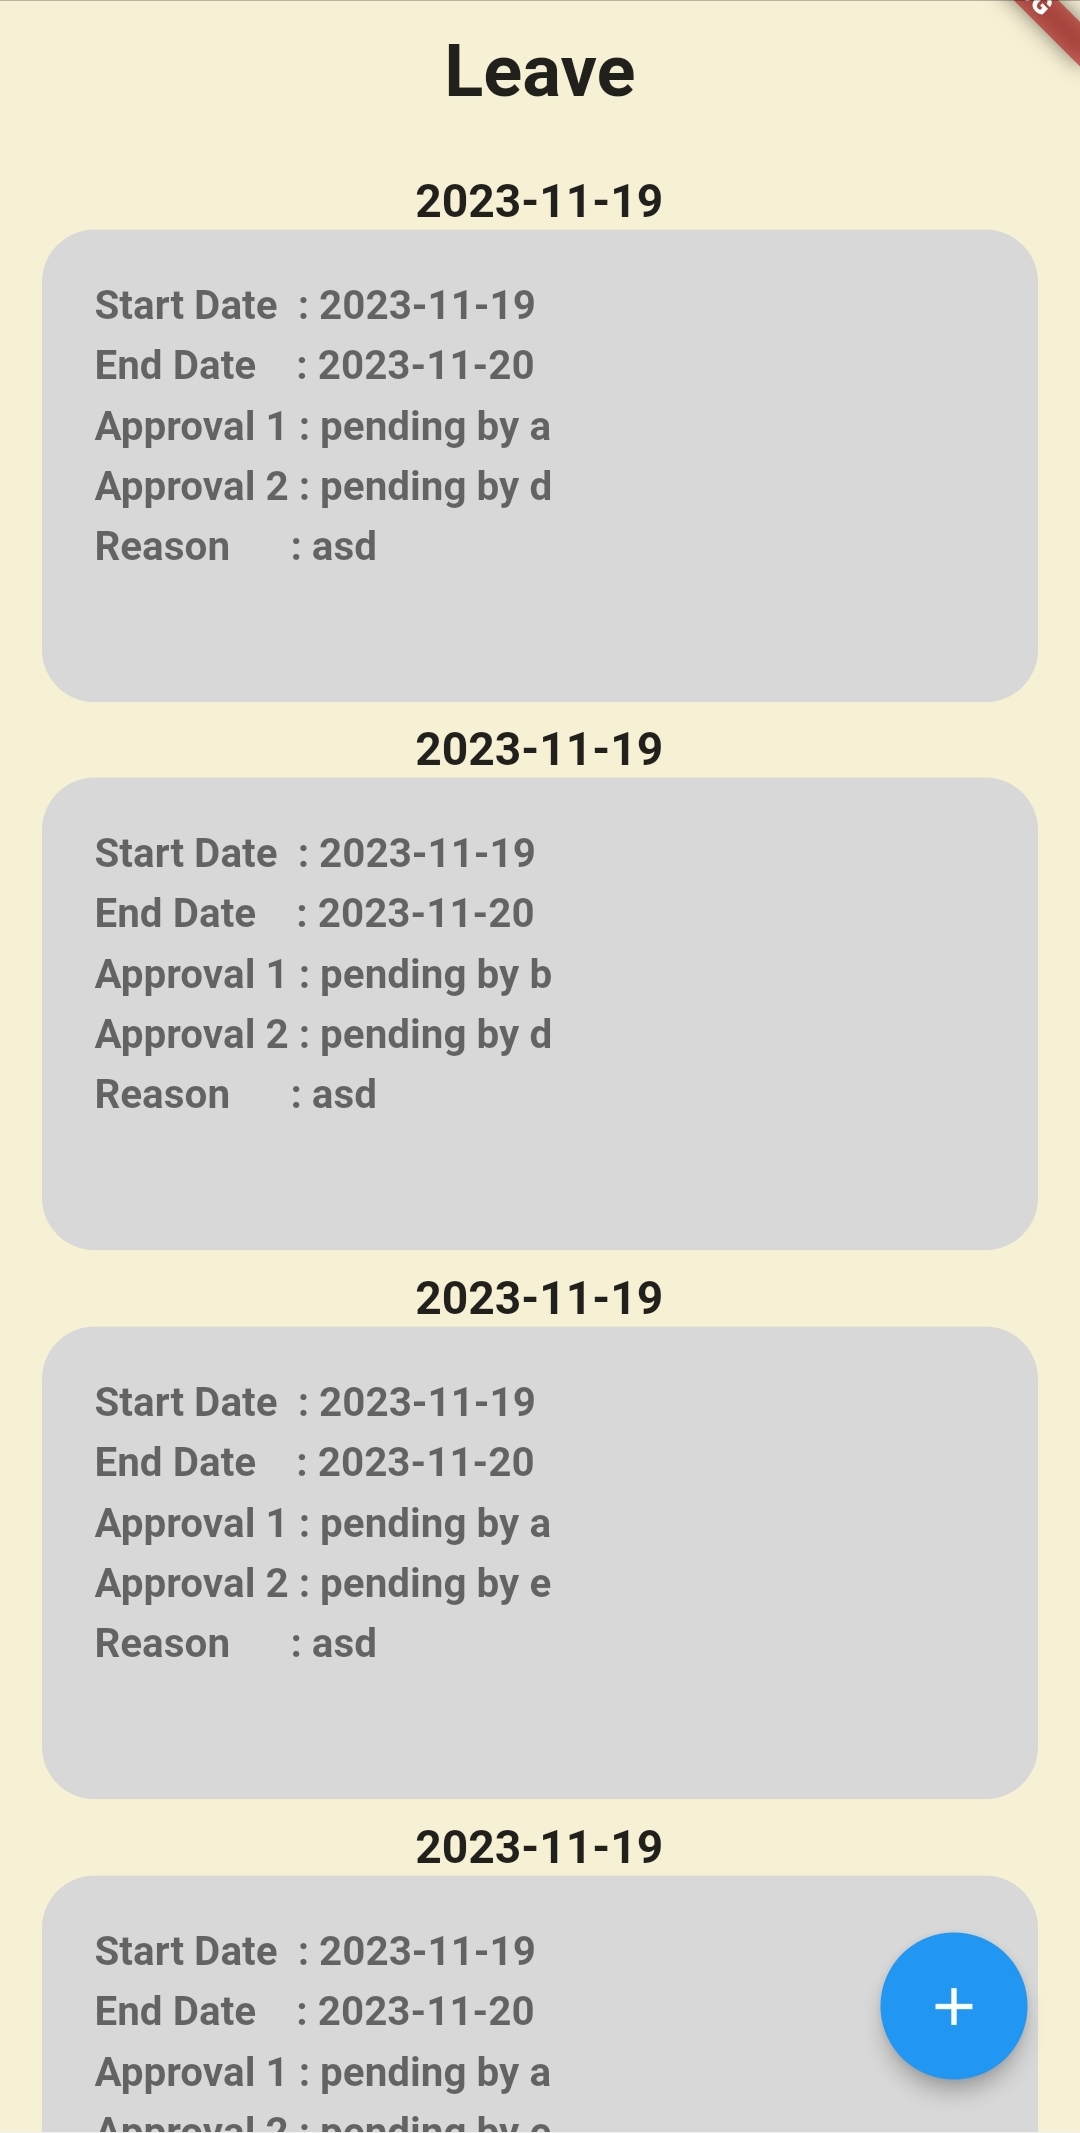 Leave
2023-11-19
Start Date : 2023-11-19
End Date : 2023-11-20
Approval 1 : pending by a
Approval 2 : pending by d
Reason : asd
2023-11-19
Start Date : 2023-11-19
End Date : 2023-11-20
Approval 1 : pending by b
Approval 2 : pending by d
Reason : asd
2023-11-19
Start Date : 2023-11-19
End Date : 2023-11-20
Approval 1 : pending by a
Approval 2 : pending by e
Reason : asd
2023-11-19
Start Date : 2023-11-19
End Date : 2023-11-20
Approval 1 : pending by a
Approval 2 : pending by